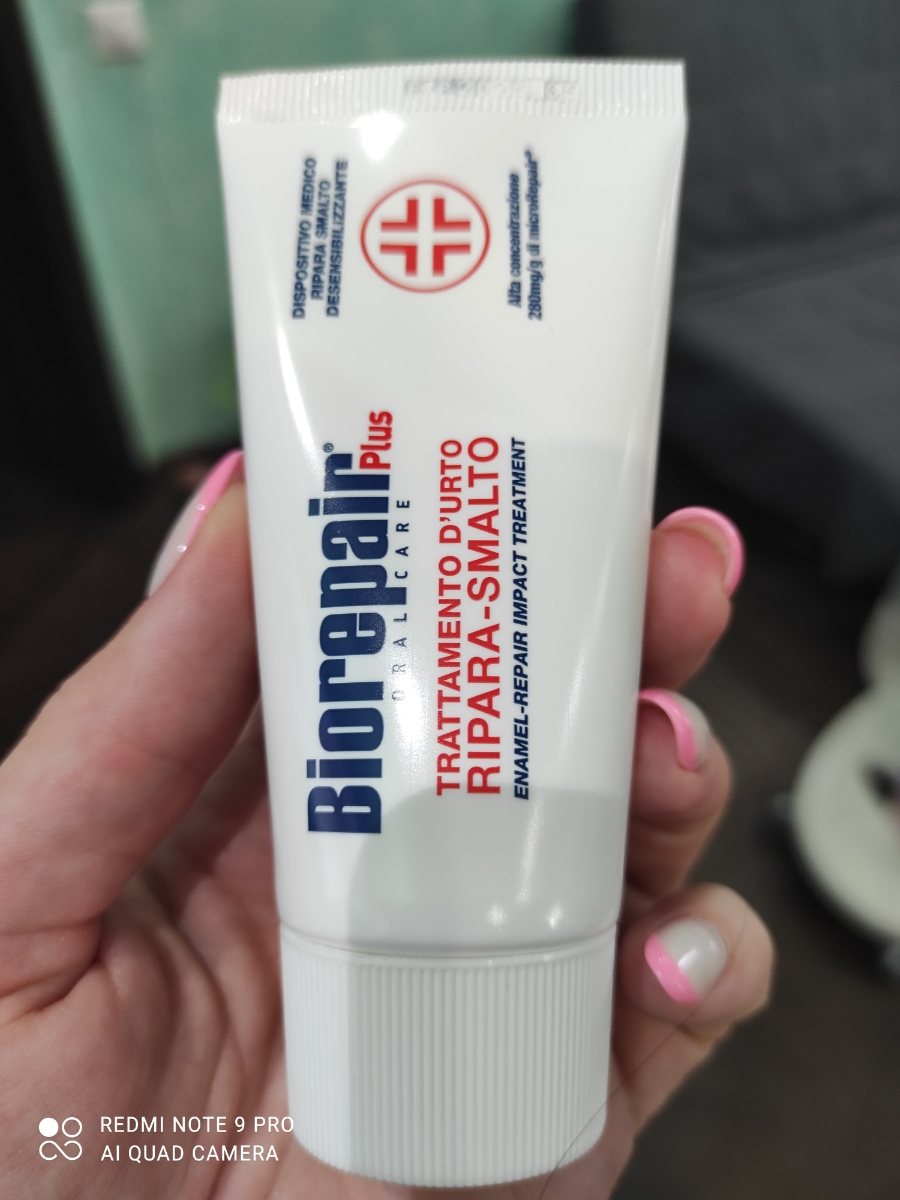 Biorepair®
Plus
ORAL CARE
TRATTAMENTO D'URTO
RIPARA-SMALTO
ENAMEL-REPAIR IMPACT TREATMENT
DISPOSITIVO MEDICO
RIPARA SMALTO
DESENSIBILIZZANTE
Alta concentrazione
280mg/g di microRepair®
REDMI NOTE 9 PRO
AI QUAD CAMERA